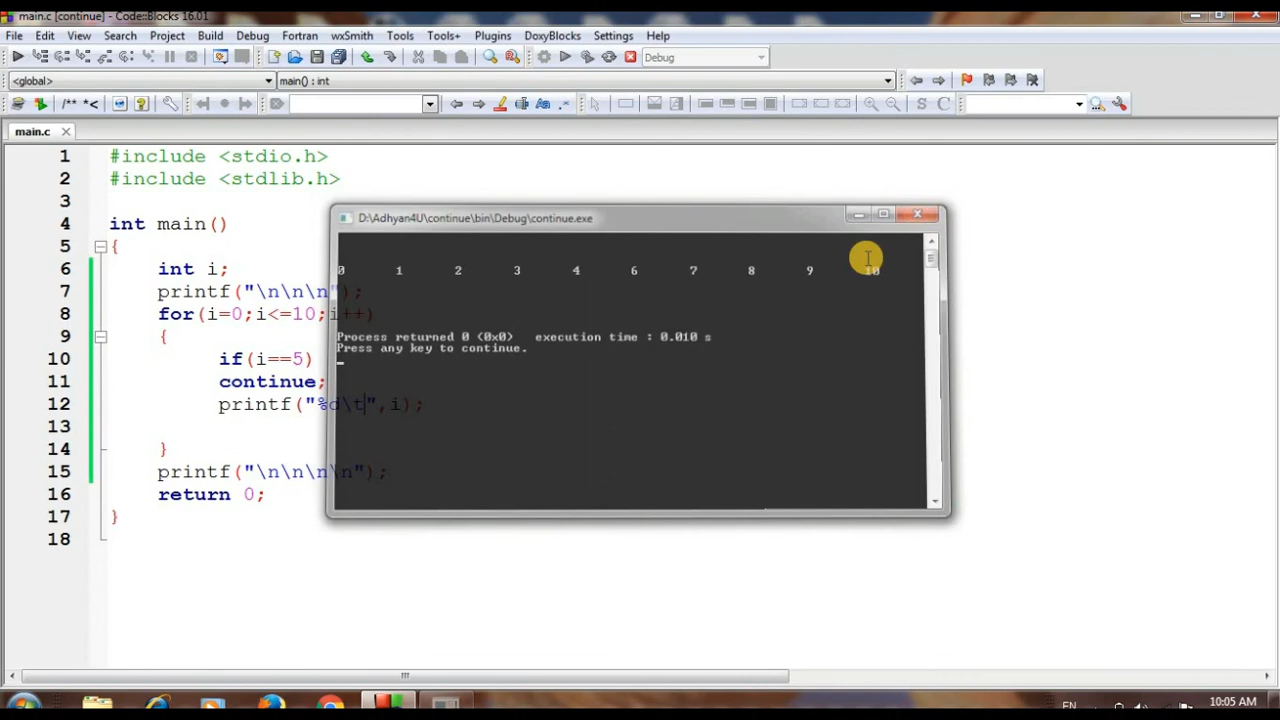 main.c [continue] - Code::Blocks 16.01
File Edit View Search Project Build Debug Fortran wxSmith Tools Tools+ Plugins DoxyBlocks Settings Help
Debug
<global> main() : int
/** *< Aa .* S C
main.c
1 #include <stdio.h>
2 #include <stdlib.h>
3
4 int main()
5 {
6 int i;
7 printf("\n\n\n");
8 for(i=0;i<=10;i++)
9 {
10 if(i==5)
11 continue;
12 printf("%d\t",i);
13
14 }
15 printf("\n\n\n\n");
16 return 0;
17 }
18
D:\Adhyan4U\continue\bin\Debug\continue.exe
0 1 2 3 4 6 7 8 9 10
Process returned 0 (0x0) execution time : 0.010 s
Press any key to continue.
EN 10:05 AM